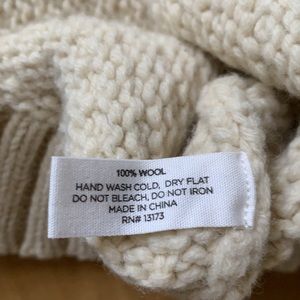 100% WOOL
HAND WASH COLD, DRY FLAT
DO NOT BLEACH, DO NOT IRON
MADE IN CHINA
RN# 13173